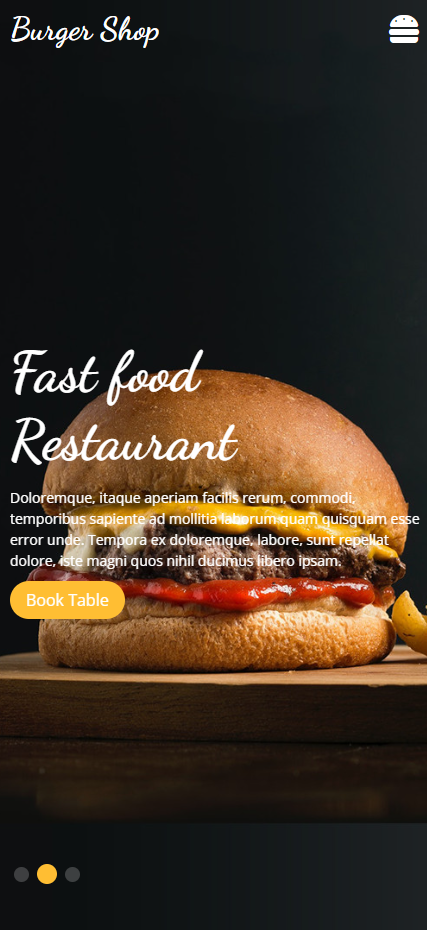 Burger Shop
Fast food
Restaurant
Doloremque, itaque aperiam facilis rerum, commodi,
temporibus sapiente ad mollitia laborum quam quisquam esse
error unde. Tempora ex doloremque, labore, sunt repellat
dolore, iste magni quos nihil ducimus libero ipsam.
Book Table